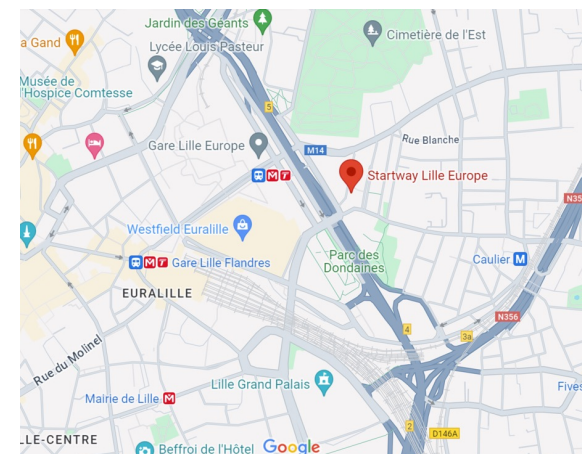 Jardin des Géants
a Gand
Cimetière de l'Est
Lycée Louis Pasteur
Musée de
l'Hospice Comtesse
5
Gare Lille Europe
M14
Rue Blanche
Startway Lille Europe
N35
Westfield Euralille
Parc des
Dondaines
Caulier M
Gare Lille Flandres
EURALILLE
N356
4
3a
Rue du Molinel
Lille Grand Palais
Fives
Mairie de Lille M
2
D146A
LLE-CENTRE
Beffroi de l'Hôtel
Google